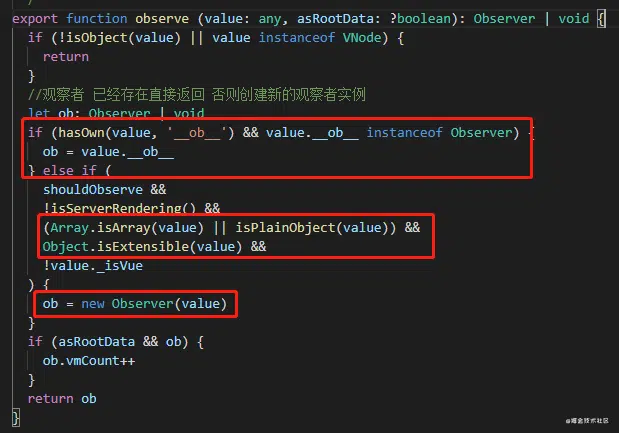 export function observe (value: any, asRootData: ?boolean): Observer | void {
if (!isObject(value) || value instanceof VNode) {
return
}
//观察者 已经存在直接返回 否则创建新的观察者实例
let ob: Observer | void
if (hasOwn(value, '__ob__') && value.__ob__ instanceof Observer) {
ob = value.__ob__
} else if (
shouldObserve &&
!isServerRendering() &&
(Array.isArray(value) || isPlainObject(value)) &&
Object.isExtensible(value) &&
!value._isVue
) {
ob = new Observer(value)
}
if (asRootData && ob) {
ob.vmCount++
}
return ob
}
@掘金技术社区